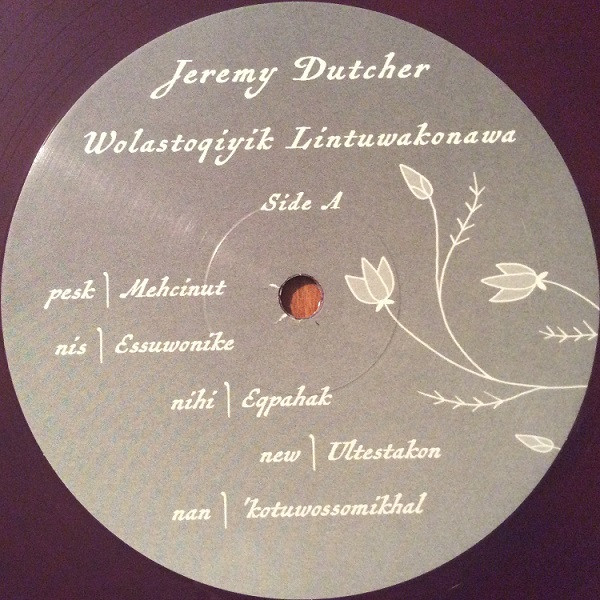 Jeremy Dutcher
Wolastoqiyik Lintuwakonawa
Side A
pesk ) Mehcinut
nis ) Essuwonike
nihi ) Eqpahak
new ) Ultestakon
nan ) 'kotuwossomikhal